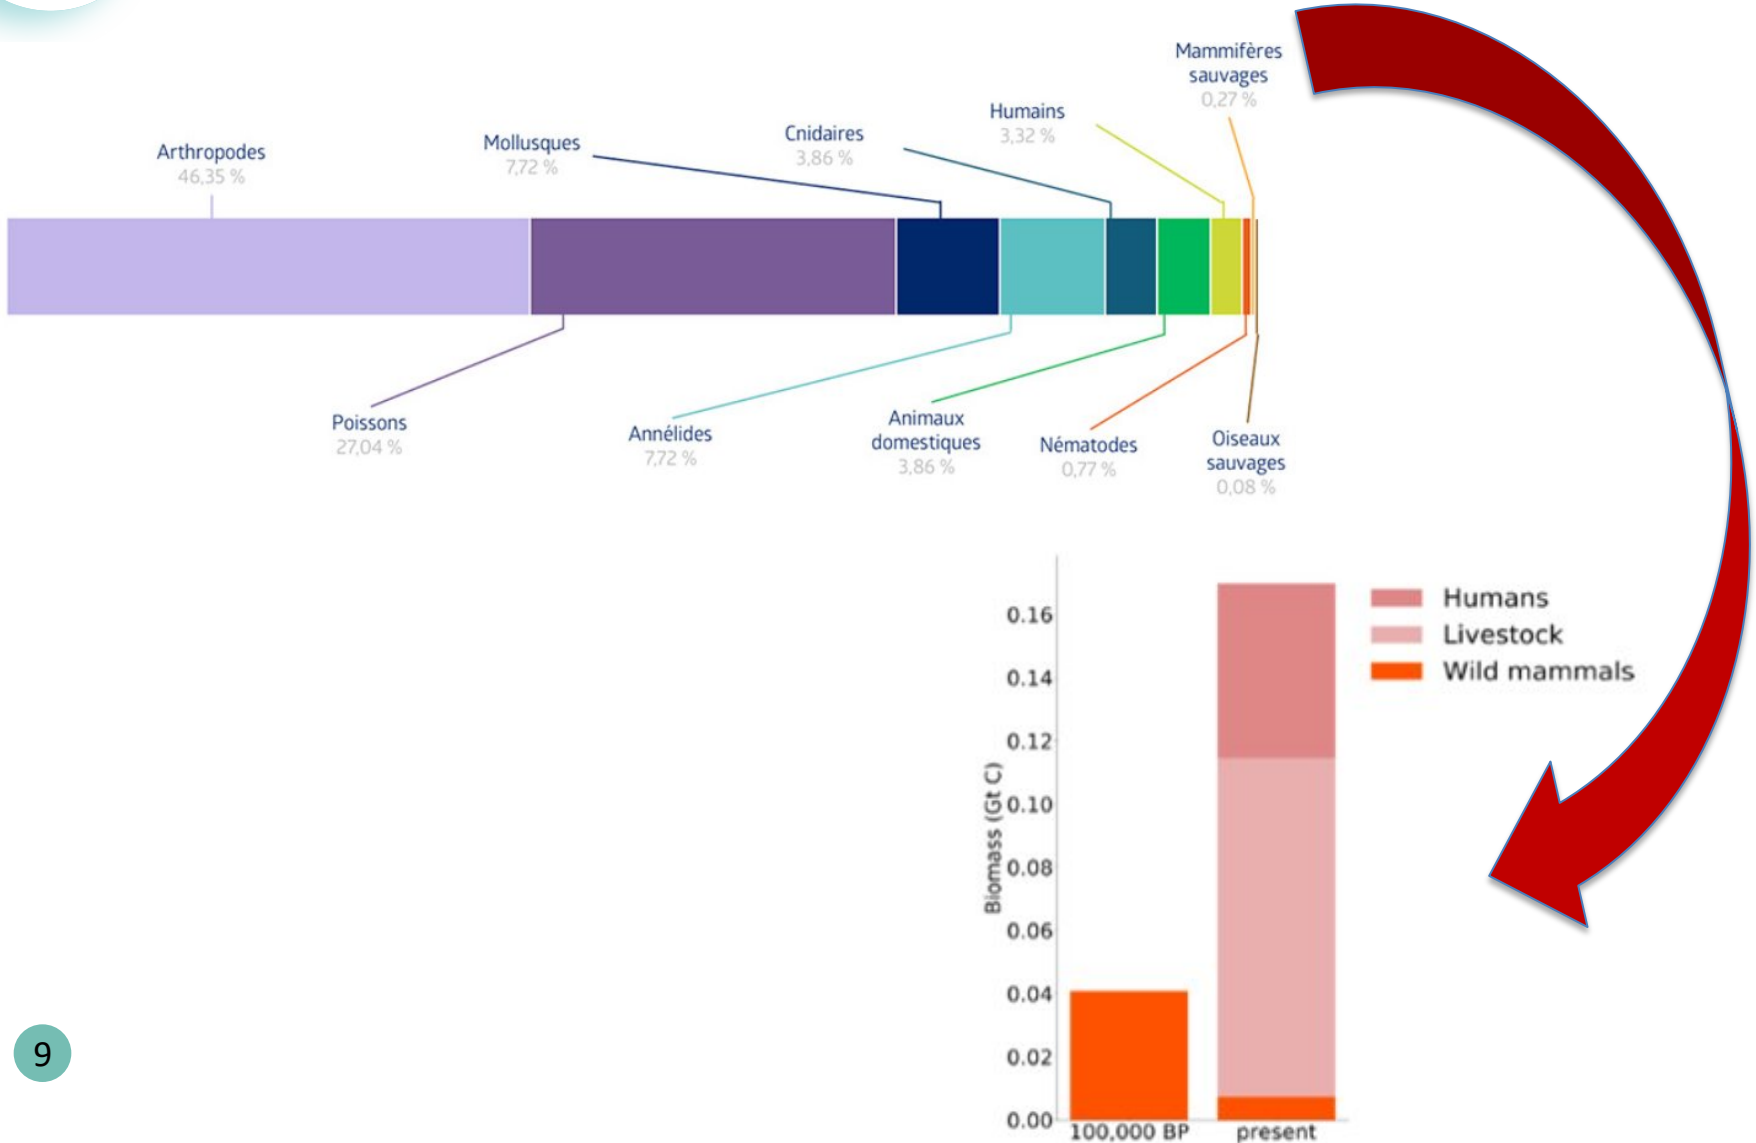 Mammifères
sauvages
0,27 %
Humains
3,32 %
Cnidaires
3,86 %
Mollusques
7,72 %
Arthropodes
46,35 %
Poissons
27,04 %
Annélides
7,72 %
Animaux
domestiques
3,86 %
Nématodes
0,77 %
Oiseaux
sauvages
0,08 %
Humans
Livestock
Wild mammals
Biomass (Gt C)
0.16
0.14
0.12
0.10
0.08
0.06
0.04
0.02
0.00
100,000 BP
present
9